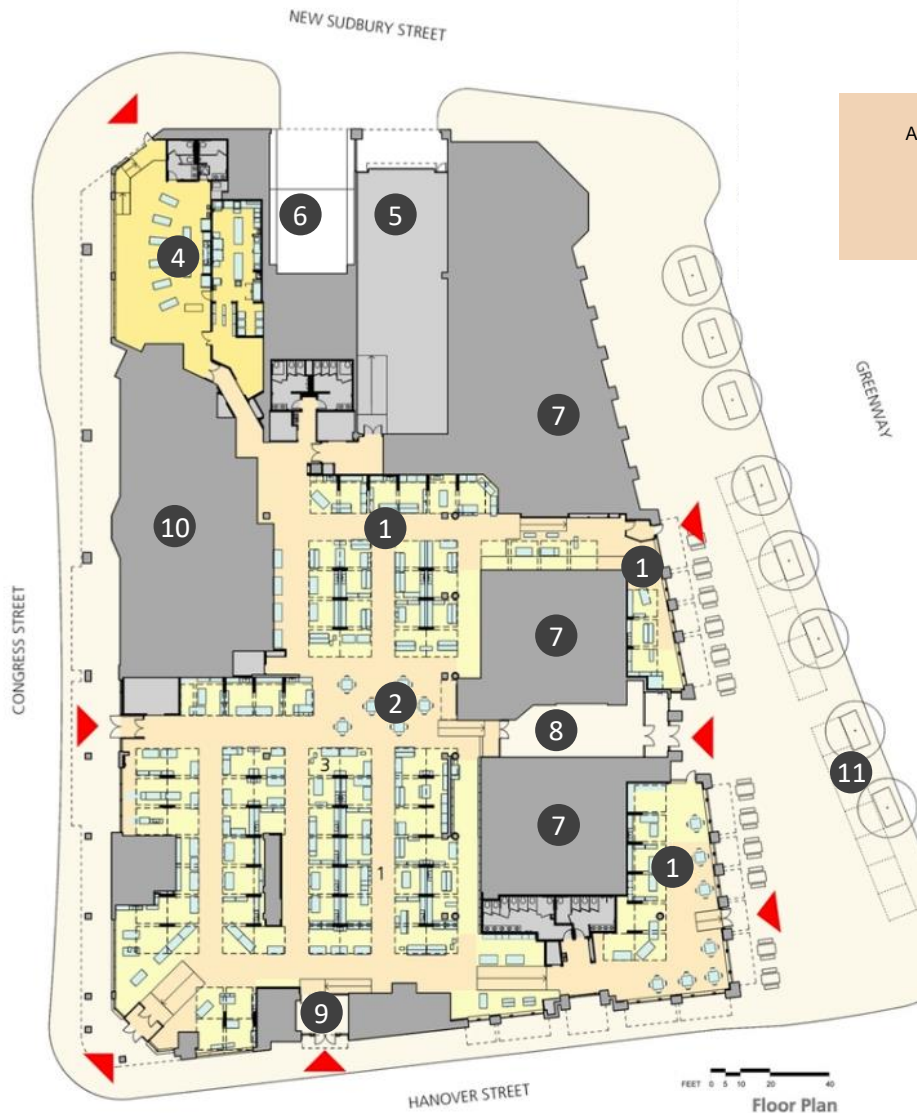 NEW SUDBURY STREET
A
6
5
4
7
GREENWAY
10
1
1
7
CONGRESS STREET
2
8
3
11
7
1
1
9
HANOVER STREET
FEET 0 5 10 20 40
Floor Plan